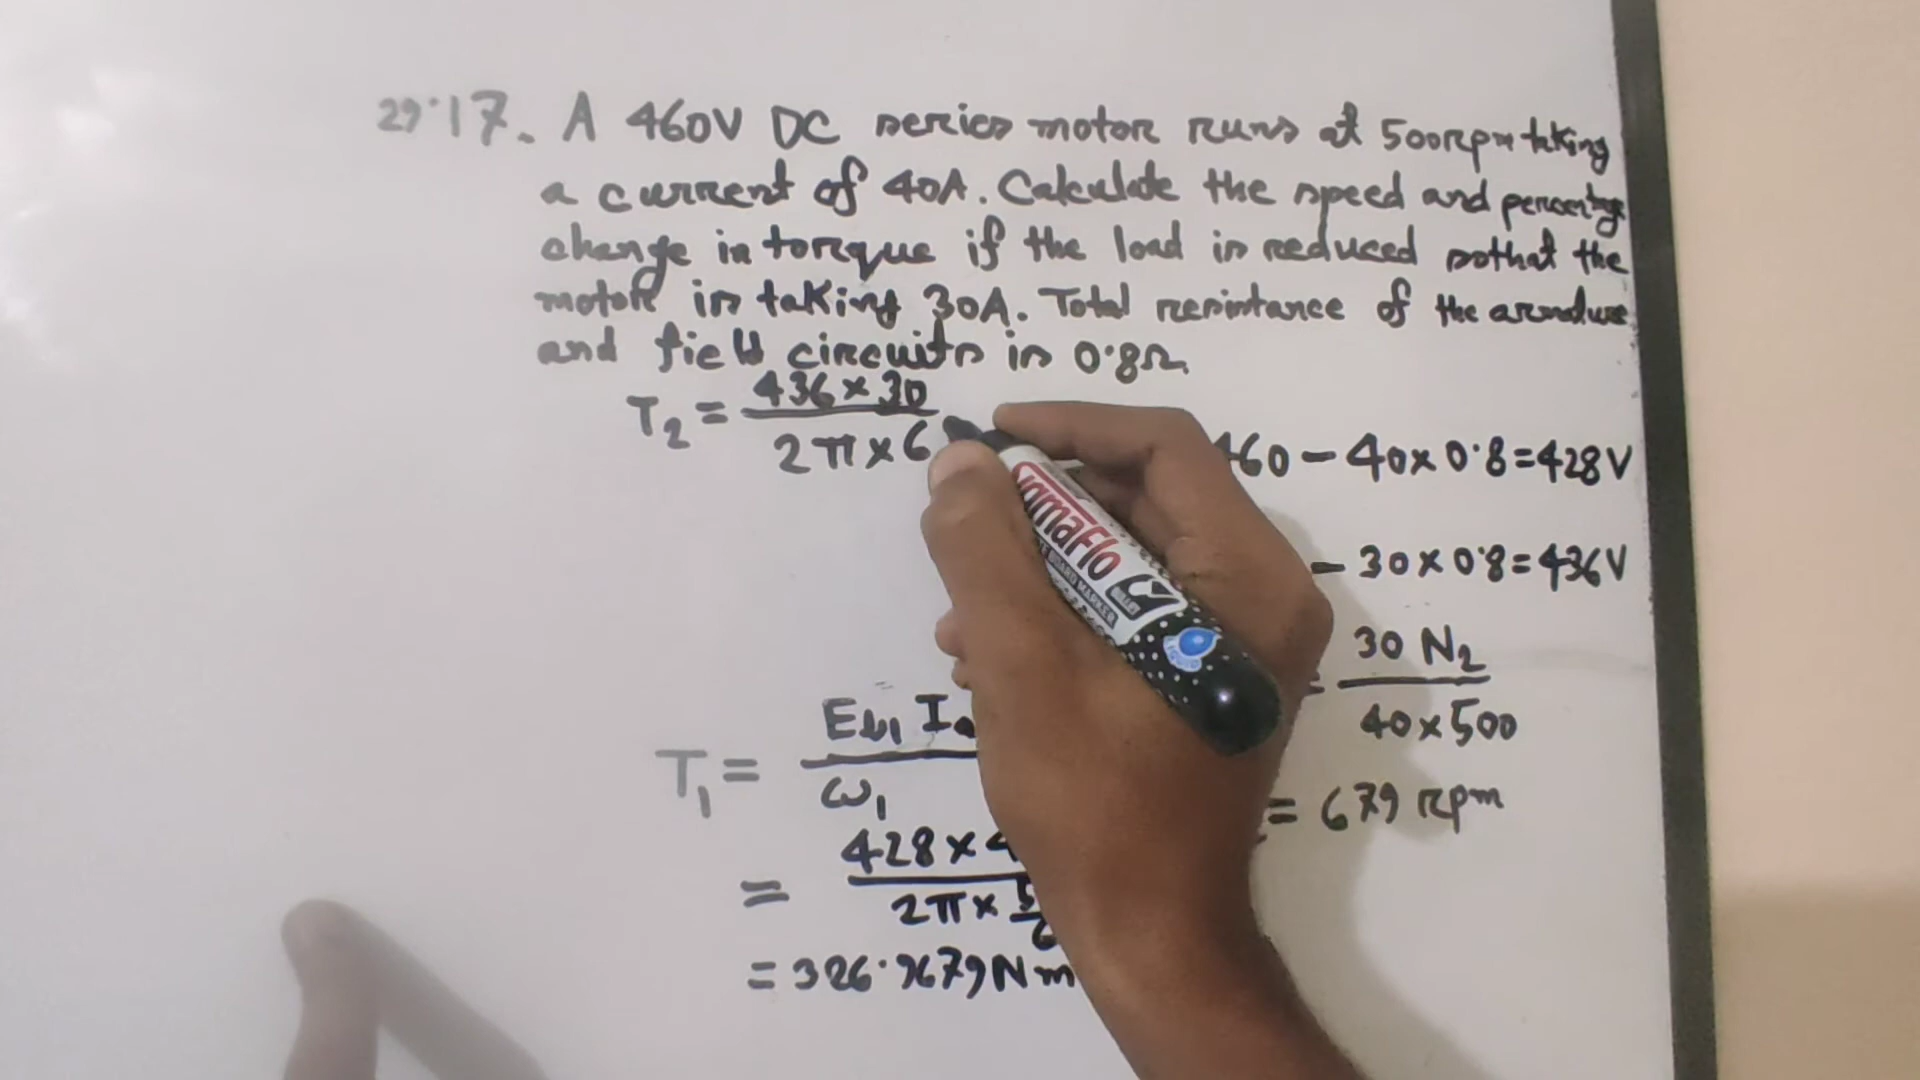 29.17. A 460V DC series motor runs at 500rpm taking
a current of 40A. Calculate the speed and percentage
change in torque if the load is reduced so that the
motor is taking 30A. Total resistance of the armature
and field circuits is 0.8Ω.
T2 = 436 × 30
2π × 6
460 - 40 × 0.8 = 428V
- 30 × 0.8 = 436V
= 30 N2
40 × 500
= 679 rpm
T1 = Eb1 Ia
ω1
= 428 × 4
2π × 5
6
= 326.9679 N m
LIQUID